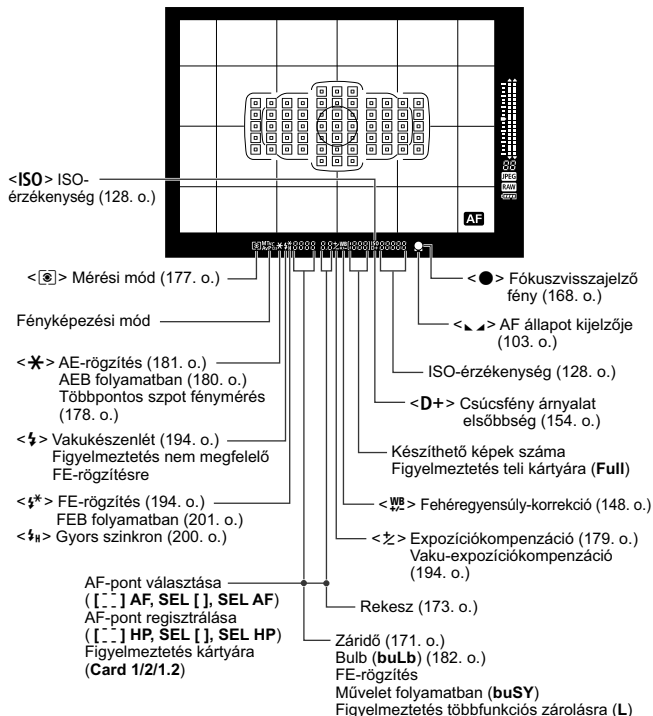 JPEG
RAW
AF
<ISO> ISO-
érzékenység (128. o.)
< > Mérési mód (177. o.)
Fényképezési mód
< > AE-rögzítés (181. o.)
AEB folyamatban (180. o.)
Többpontos szpot fénymérés
(178. o.)
< > Vakukészenlét (194. o.)
Figyelmeztetés nem megfelelő
FE-rögzítésre
< > FE-rögzítés (194. o.)
FEB folyamatban (201. o.)
< > Gyors szinkron (200. o.)
AF-pont választása
( [ ] AF, SEL [ ], SEL AF)
AF-pont regisztrálása
( [ ] HP, SEL [ ], SEL HP)
Figyelmeztetés kártyára
(Card 1/2/1.2)
< > Fókuszvisszajelző
fény (168. o.)
< > AF állapot kijelzője
(103. o.)
ISO-érzékenység (128. o.)
<D+> Csúcsfény árnyalat
elsőbbség (154. o.)
Készíthető képek száma
Figyelmeztetés teli kártyára (Full)
<WB +/-> Fehéregyensúly-korrekció (148. o.)
< > Expozíciókompenzáció (179. o.)
Vaku-expozíciókompenzáció
(194. o.)
Rekesz (173. o.)
Záridő (171. o.)
Bulb (buLb) (182. o.)
FE-rögzítés
Művelet folyamatban (buSY)
Figyelmeztetés többfunkciós zárolásra (L)